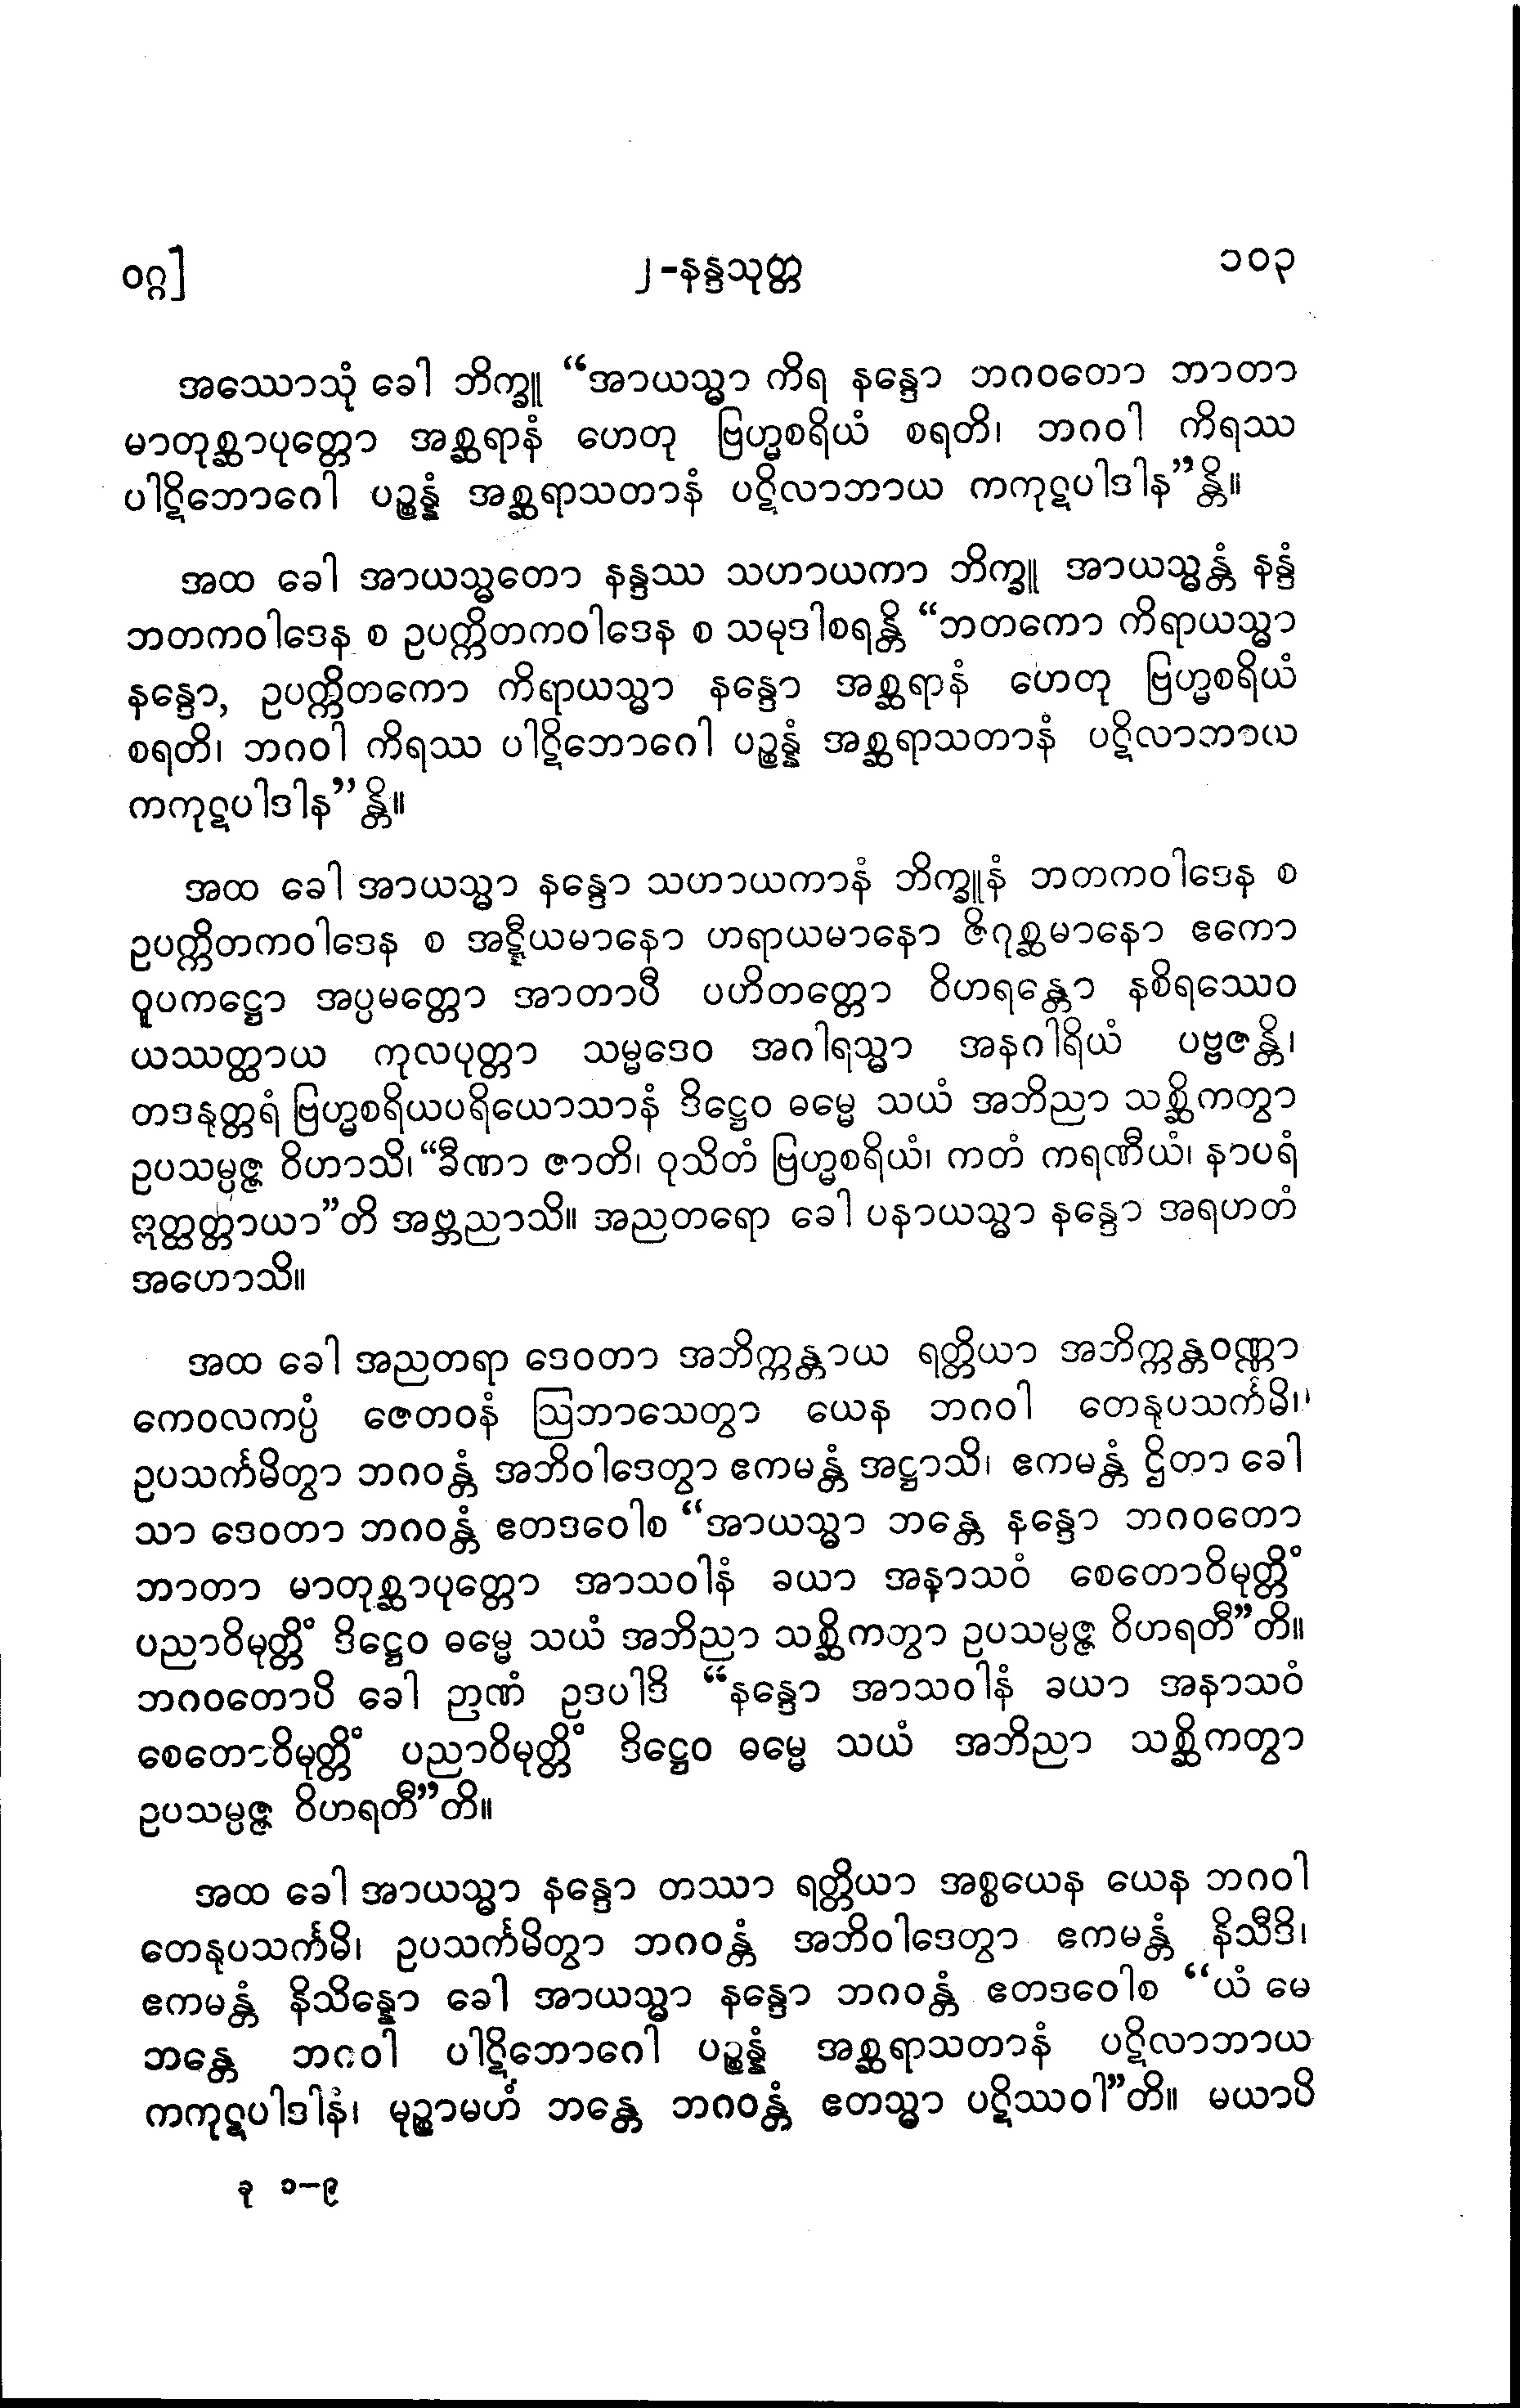 ဝဂ္ဂ]
၂-နန္ဒသုတ္တ
၁၀၃
အဿောသုံ ခေါ ဘိက္ခူ “အာယသ္မာ ကိရ နန္ဒော ဘဂဝတော ဘာတာ
မာတုစ္ဆာပုတ္တော အစ္ဆရာနံ ဟေတု ဗြဟ္မစရိယံ စရတိ၊ ဘဂဝါ ကိရဿ
ပါဋိဘောဂေါ ပဉ္စန္နံ အစ္ဆရာသတာနံ ပဋိလာဘာယ ကကုဋပါဒါန”န္တိ။
အထ ခေါ အာယသ္မတော နန္ဒဿ သဟာယကာ ဘိက္ခူ အာယသ္မန္တံ နန္ဒံ
ဘတကဝါဒေန စ ဥပက္ကိတကဝါဒေန စ သမုဒါစရန္တိ “ဘတကော ကိရာယသ္မာ
နန္ဒော, ဥပက္ကိတကော ကိရာယသ္မာ နန္ဒော အစ္ဆရာနံ ဟေတု ဗြဟ္မစရိယံ
စရတိ၊ ဘဂဝါ ကိရဿ ပါဋိဘောဂေါ ပဉ္စန္နံ အစ္ဆရာသတာနံ ပဋိလာဘာယ
ကကုဋပါဒါန”န္တိ။
အထ ခေါ အာယသ္မာ နန္ဒော သဟာယကာနံ ဘိက္ခူနံ ဘတကဝါဒေန စ
ဥပက္ကိတကဝါဒေန စ အဋ္ဋီယမာနော ဟရာယမာနော ဇိဂုစ္ဆမာနော ဧကော
ဝူပကဋ္ဌော အပ္ပမတ္တော အာတာပီ ပဟိတတ္တော ဝိဟရန္တော နစိရဿေဝ
ယဿတ္ထာယ ကုလပုတ္တာ သမ္မဒေဝ အဂါရသ္မာ အနဂါရိယံ ပဗ္ဗဇန္တိ၊
တဒနုတ္တရံ ဗြဟ္မစရိယပရိယောသာနံ ဒိဋ္ဌေဝ ဓမ္မေ သယံ အဘိညာ သစ္ဆိကတွာ
ဥပသမ္ပဇ္ဇ ဝိဟာသိ၊ “ခီဏာ ဇာတိ၊ ဝုသိတံ ဗြဟ္မစရိယံ၊ ကတံ ကရဏီယံ၊ နာပရံ
ဣတ္ထတ္တာယာ”တိ အဗ္ဘညာသိ။ အညတရော ခေါ ပနာယသ္မာ နန္ဒော အရဟတံ
အဟောသိ။
အထ ခေါ အညတရာ ဒေဝတာ အဘိက္ကန္တာယ ရတ္တိယာ အဘိက္ကန္တဝဏ္ဏာ
ကေဝလကပ္ပံ ဇေတဝနံ ဩဘာသေတွာ ယေန ဘဂဝါ တေနုပသင်္ကမိ၊
ဥပသင်္ကမိတွာ ဘဂဝန္တံ အဘိဝါဒေတွာ ဧကမန္တံ အဋ္ဌာသိ၊ ဧကမန္တံ ဌိတာ ခေါ
သာ ဒေဝတာ ဘဂဝန္တံ ဧတဒဝေါစ “အာယသ္မာ ဘန္တေ နန္ဒော ဘဂဝတော
ဘာတာ မာတုစ္ဆာပုတ္တော အာသဝါနံ ခယာ အနာသဝံ စေတောဝိမုတ္တိံ
ပညာဝိမုတ္တိံ ဒိဋ္ဌေဝ ဓမ္မေ သယံ အဘိညာ သစ္ဆိကတွာ ဥပသမ္ပဇ္ဇ ဝိဟရတီ”တိ။
ဘဂဝတောပိ ခေါ ဉာဏံ ဥဒပါဒိ “နန္ဒော အာသဝါနံ ခယာ အနာသဝံ
စေတောဝိမုတ္တိံ ပညာဝိမုတ္တိံ ဒိဋ္ဌေဝ ဓမ္မေ သယံ အဘိညာ သစ္ဆိကတွာ
ဥပသမ္ပဇ္ဇ ဝိဟရတီ”တိ။
အထ ခေါ အာယသ္မာ နန္ဒော တဿာ ရတ္တိယာ အစ္စယေန ယေန ဘဂဝါ
တေနုပသင်္ကမိ၊ ဥပသင်္ကမိတွာ ဘဂဝန္တံ အဘိဝါဒေတွာ ဧကမန္တံ နိသီဒိ၊
ဧကမန္တံ နိသိန္နော ခေါ အာယသ္မာ နန္ဒော ဘဂဝန္တံ ဧတဒဝေါစ “ယံ မေ
ဘန္တေ ဘဂဝါ ပါဋိဘောဂေါ ပဉ္စန္နံ အစ္ဆရာသတာနံ ပဋိလာဘာယ
ကကုဋပါဒါနံ၊ မုဉ္စာမဟံ ဘန္တေ ဘဂဝန္တံ ဧတသ္မာ ပဋိဿဝါ”တိ။ မယာပိ
ခု ၁-၉